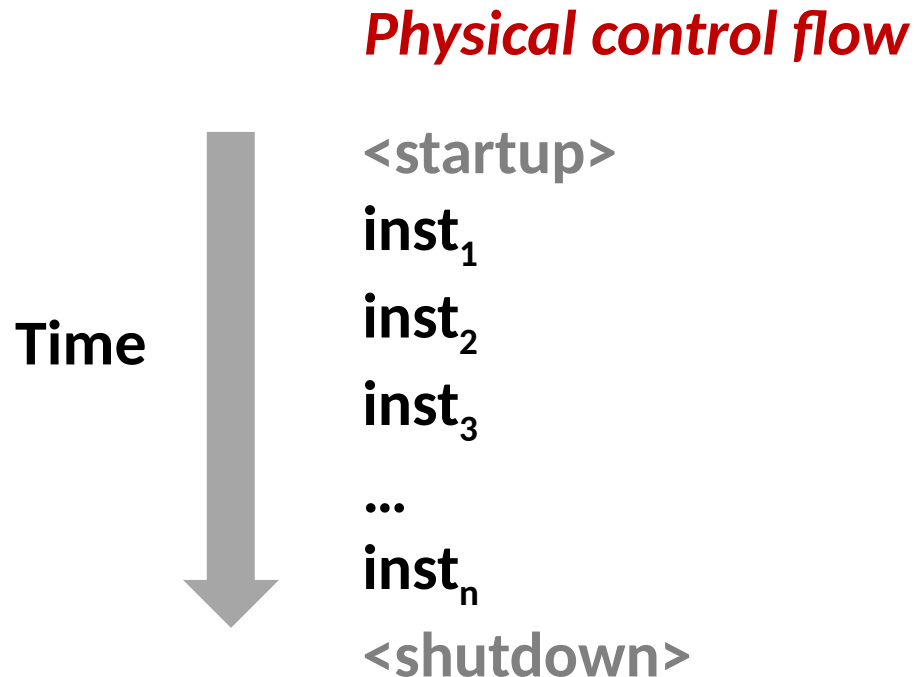 Physical control flow
<startup>
inst₁
inst₂
Time
inst₃
...
instₙ
<shutdown>